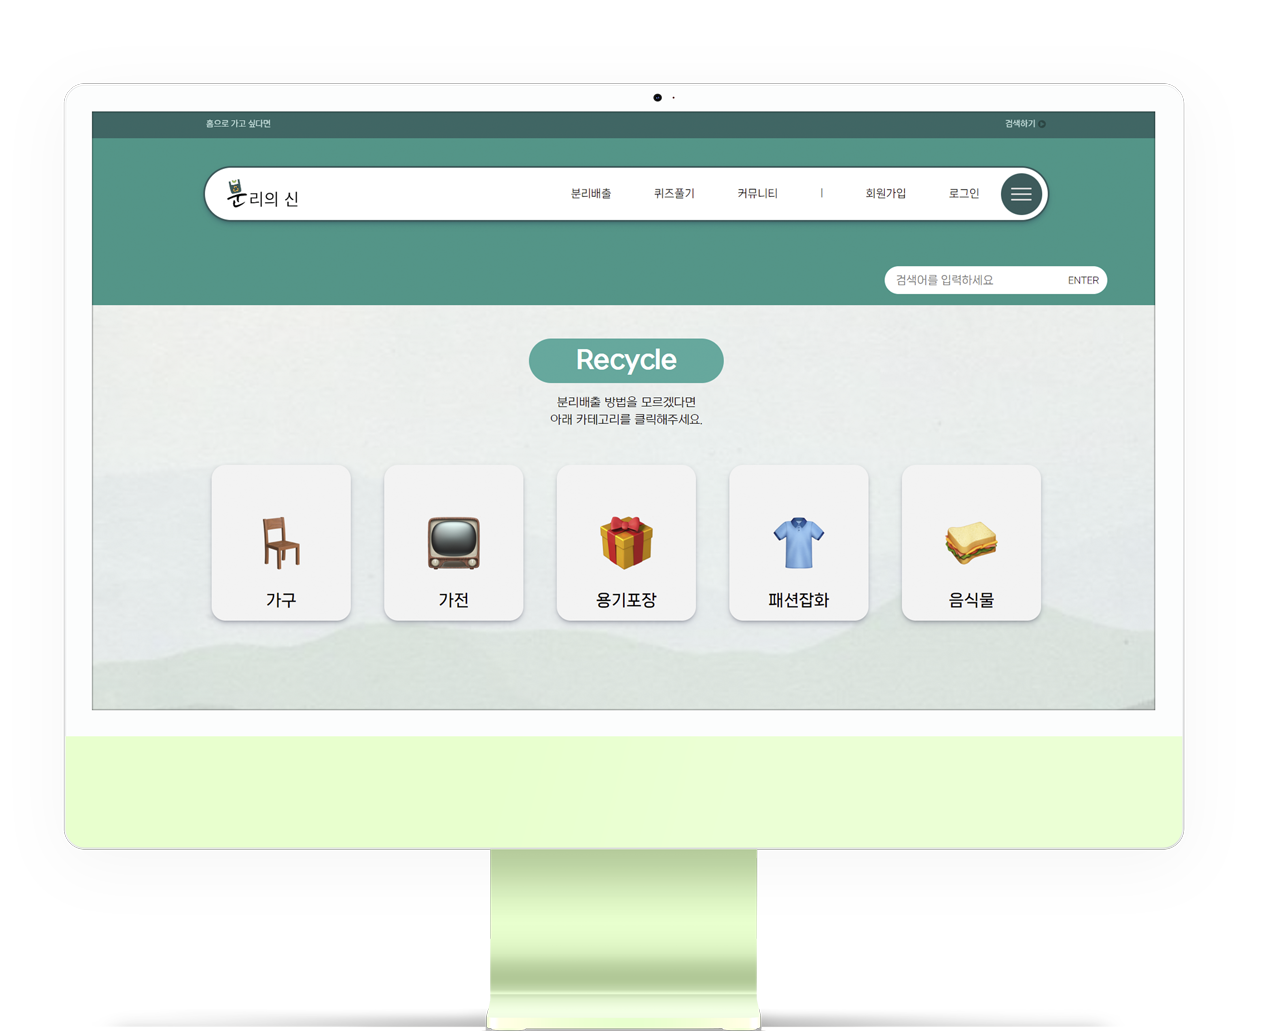 홈으로 가고 싶다면
검색하기
분리의 신
분리배출 퀴즈풀기 커뮤니티 | 회원가입 로그인
검색어를 입력하세요 ENTER
Recycle
분리배출 방법을 모르겠다면
아래 카테고리를 클릭해주세요.
가구 가전 용기포장 패션잡화 음식물